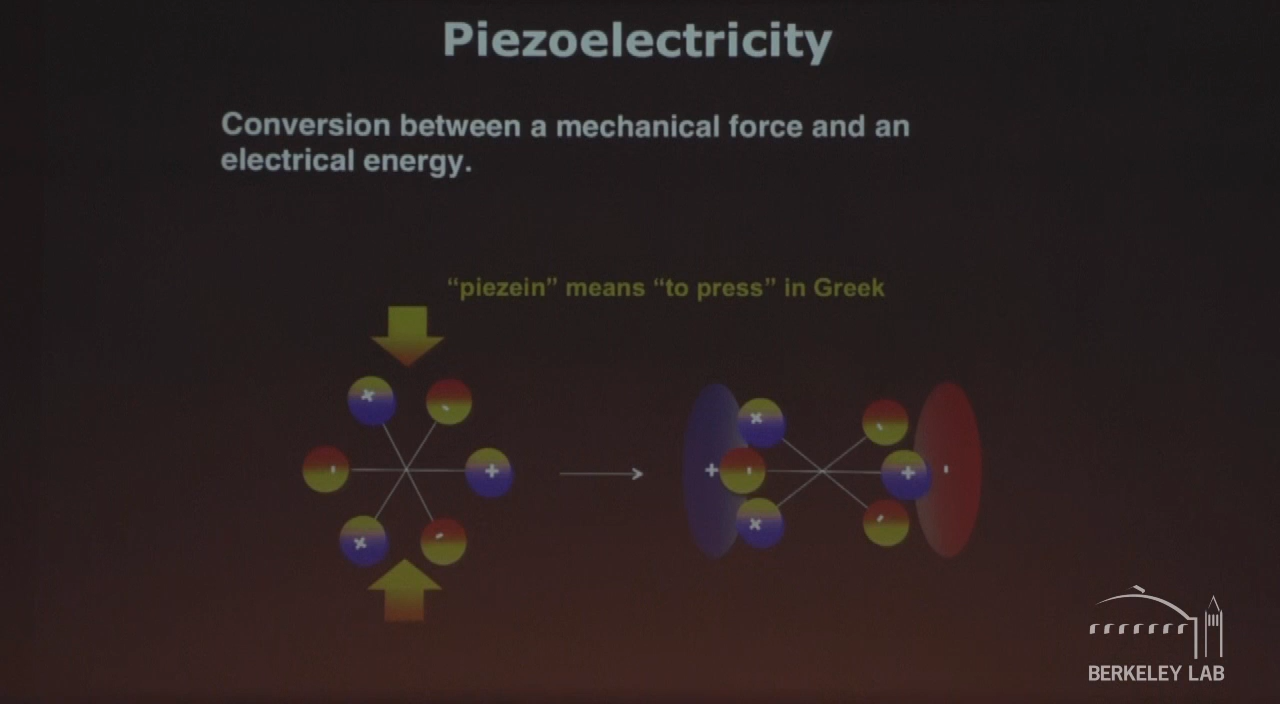 Piezoelectricity
Conversion between a mechanical force and an
electrical energy.
“piezein” means “to press” in Greek
+ -
- +
+ -
+ -
+ - + -
+ -
BERKELEY LAB